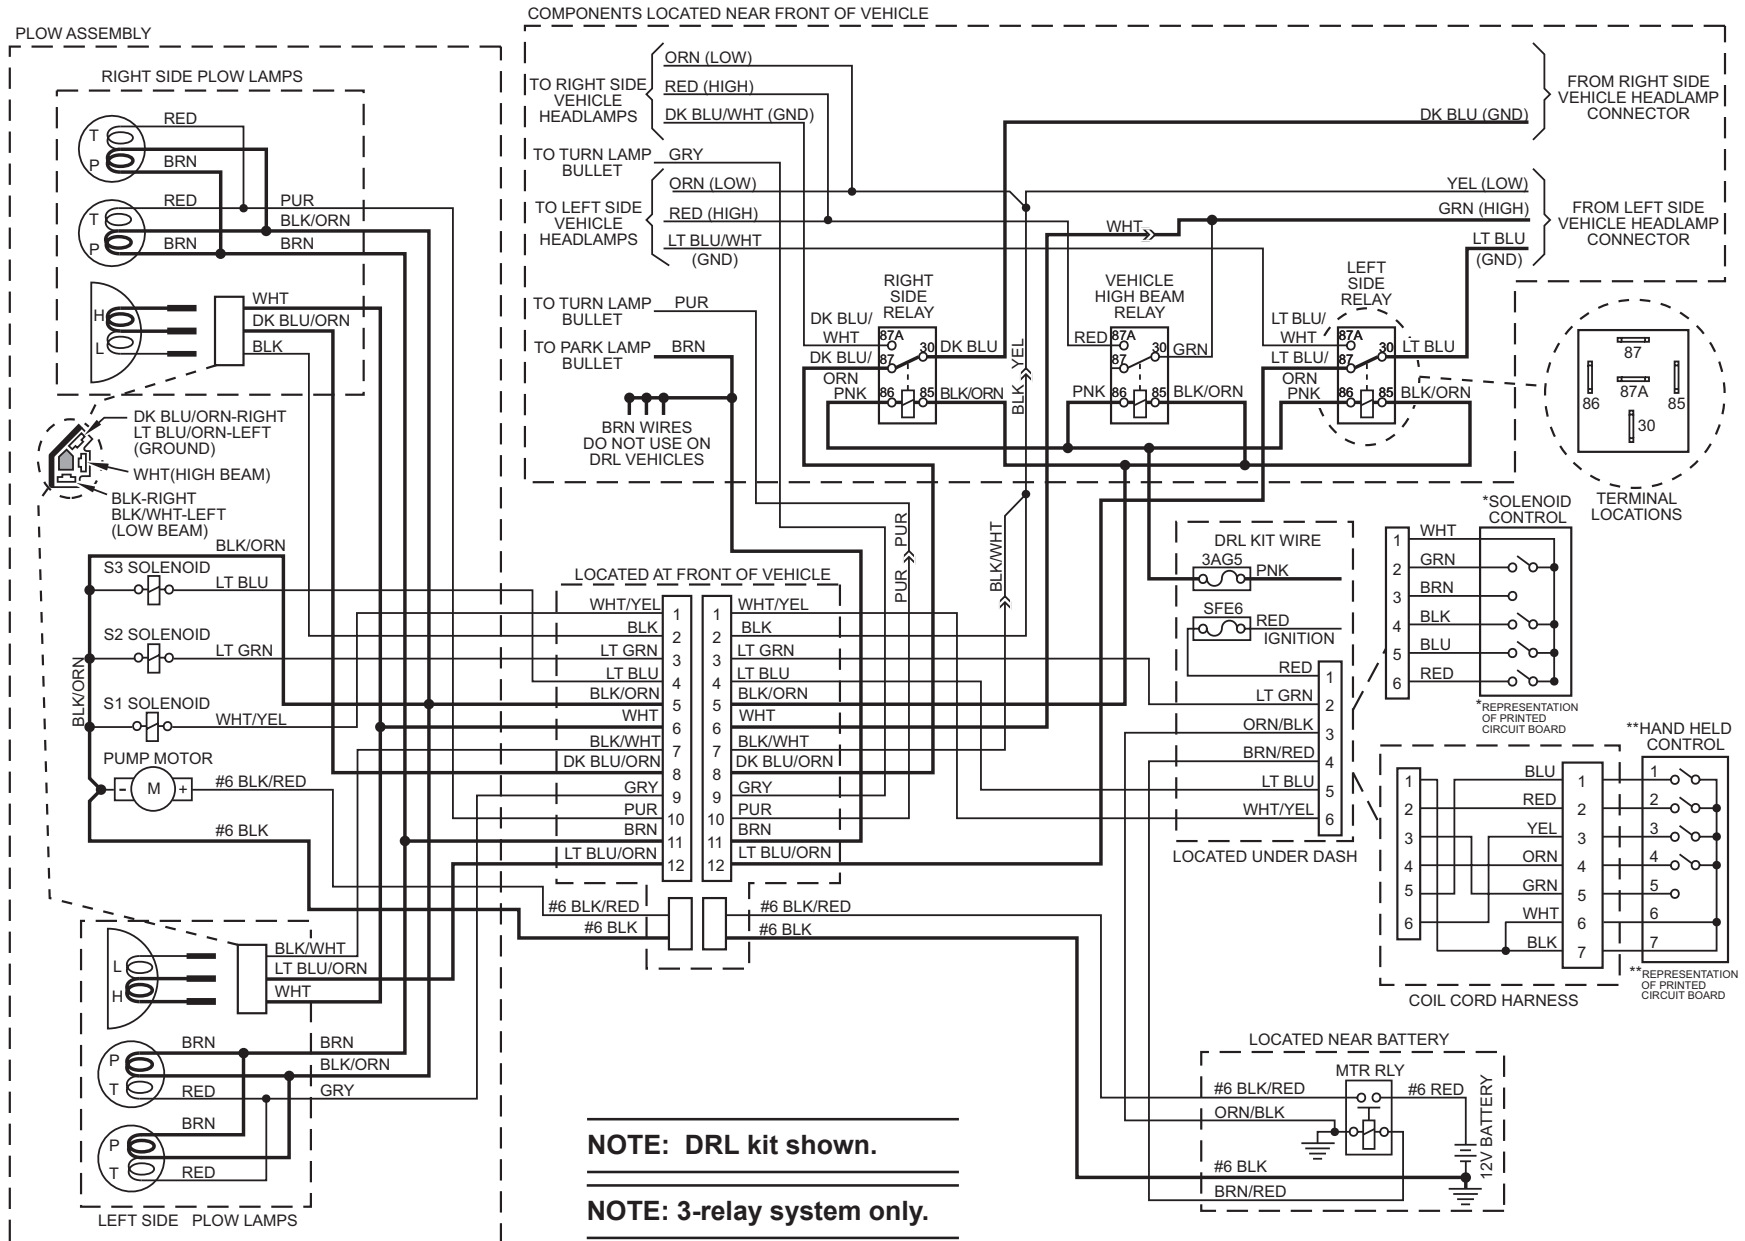 COMPONENTS LOCATED NEAR FRONT OF VEHICLE
PLOW ASSEMBLY
RIGHT SIDE PLOW LAMPS
T
P
RED
BRN
T
P
RED
PUR
BLK/ORN
BRN
BRN
H
L
WHT
DK BLU/ORN
BLK
DK BLU/ORN-RIGHT
LT BLU/ORN-LEFT
(GROUND)
WHT(HIGH BEAM)
BLK-RIGHT
BLK/WHT-LEFT
(LOW BEAM)
BLK/ORN
S3 SOLENOID
LT BLU
S2 SOLENOID
LT GRN
BLK/ORN
S1 SOLENOID
WHT/YEL
PUMP MOTOR
- M +
#6 BLK/RED
#6 BLK
L
H
BLK/WHT
LT BLU/ORN
WHT
P
T
BRN
BRN
BLK/ORN
RED
GRY
P
T
BRN
RED
LEFT SIDE PLOW LAMPS
TO RIGHT SIDE
VEHICLE
HEADLAMPS
ORN (LOW)
RED (HIGH)
DK BLU/WHT (GND)
TO TURN LAMP
BULLET
GRY
TO LEFT SIDE
VEHICLE
HEADLAMPS
ORN (LOW)
RED (HIGH)
LT BLU/WHT
(GND)
TO TURN LAMP
BULLET
PUR
TO PARK LAMP
BULLET
BRN
BRN WIRES
DO NOT USE ON
DRL VEHICLES
FROM RIGHT SIDE
VEHICLE HEADLAMP
CONNECTOR
DK BLU (GND)
FROM LEFT SIDE
VEHICLE HEADLAMP
CONNECTOR
YEL (LOW)
GRN (HIGH)
LT BLU
(GND)
WHT
RIGHT
SIDE
RELAY
DK BLU/
WHT
DK BLU/
ORN
PNK
87A
87
30
86
85
DK BLU
BLK/ORN
BLK
YEL
VEHICLE
HIGH BEAM
RELAY
RED
87A
87
30
GRN
PNK
86
85
BLK/ORN
LEFT
SIDE
RELAY
LT BLU/
WHT
LT BLU/
ORN
PNK
87A
87
30
86
85
LT BLU
BLK/ORN
87
87A
86
85
30
TERMINAL
LOCATIONS
PUR
PUR
BLK/WHT
LOCATED AT FRONT OF VEHICLE
WHT/YEL 1 1 WHT/YEL
BLK 2 2 BLK
LT GRN 3 3 LT GRN
LT BLU 4 4 LT BLU
BLK/ORN 5 5 BLK/ORN
WHT 6 6 WHT
BLK/WHT 7 7 BLK/WHT
DK BLU/ORN 8 8 DK BLU/ORN
GRY 9 9 GRY
PUR 10 10 PUR
BRN 11 11 BRN
LT BLU/ORN 12 12 LT BLU/ORN
#6 BLK/RED #6 BLK/RED
#6 BLK #6 BLK
DRL KIT WIRE
3AG5
PNK
SFE6
RED
IGNITION
RED 1
LT GRN 2
ORN/BLK 3
BRN/RED 4
LT BLU 5
WHT/YEL 6
LOCATED UNDER DASH
*SOLENOID
CONTROL
1 WHT
2 GRN
3 BRN
4 BLK
5 BLU
6 RED
*REPRESENTATION
OF PRINTED
CIRCUIT BOARD
**HAND HELD
CONTROL
1 BLU 1 1
2 RED 2 2
3 YEL 3 3
4 ORN 4 4
5 GRN 5 5
6 WHT 6 6
BLK 7 7
**REPRESENTATION
OF PRINTED
CIRCUIT BOARD
COIL CORD HARNESS
LOCATED NEAR BATTERY
MTR RLY
#6 BLK/RED
#6 RED
ORN/BLK
#6 BLK
BRN/RED
12V BATTERY
NOTE: DRL kit shown.
NOTE: 3-relay system only.